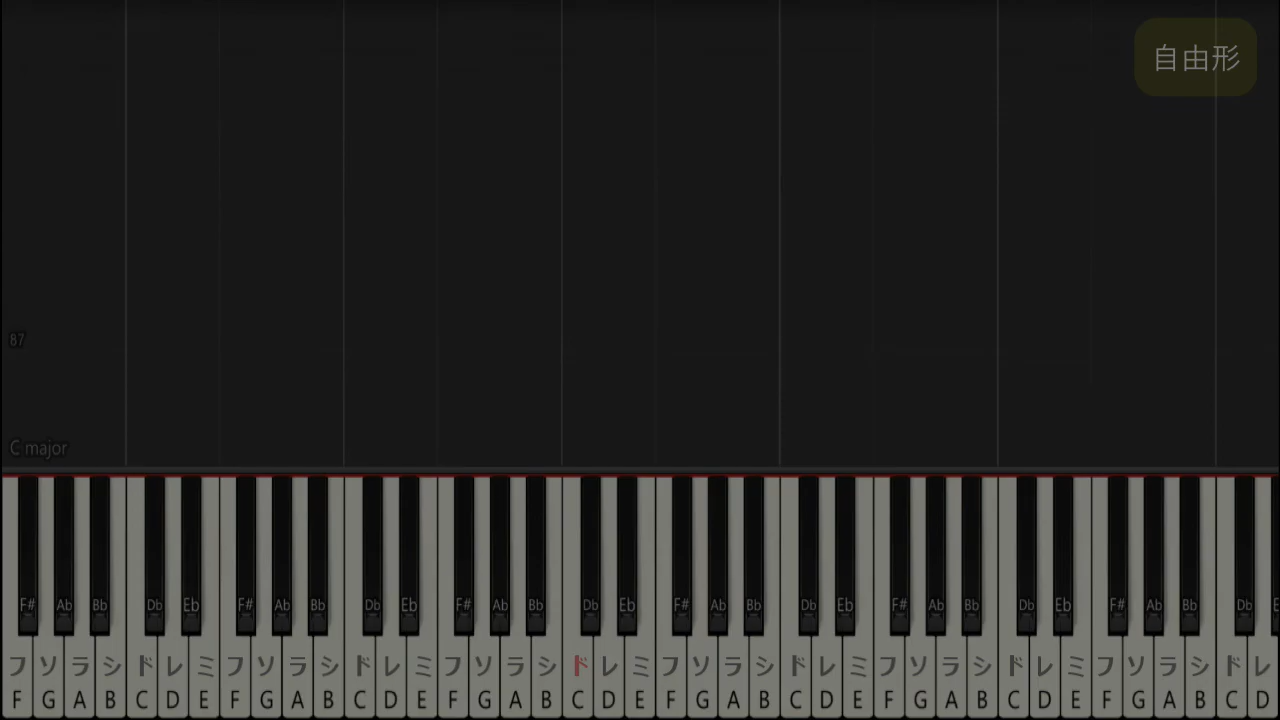 自由形
87
C major
F# Ab Bb Db Eb F# Ab Bb Db Eb F# Ab Bb Db Eb F# Ab Bb Db Eb F# Ab Bb Db Eb F# Ab Bb Db E
フ ソ ラ シ ド レ ミ フ ソ ラ シ ド レ ミ フ ソ ラ シ ド レ ミ フ ソ ラ シ ド レ ミ フ ソ ラ シ ド レ ミ フ ソ ラ シ ド レ
F G A B C D E F G A B C D E F G A B C D E F G A B C D E F G A B C D E F G A B C D